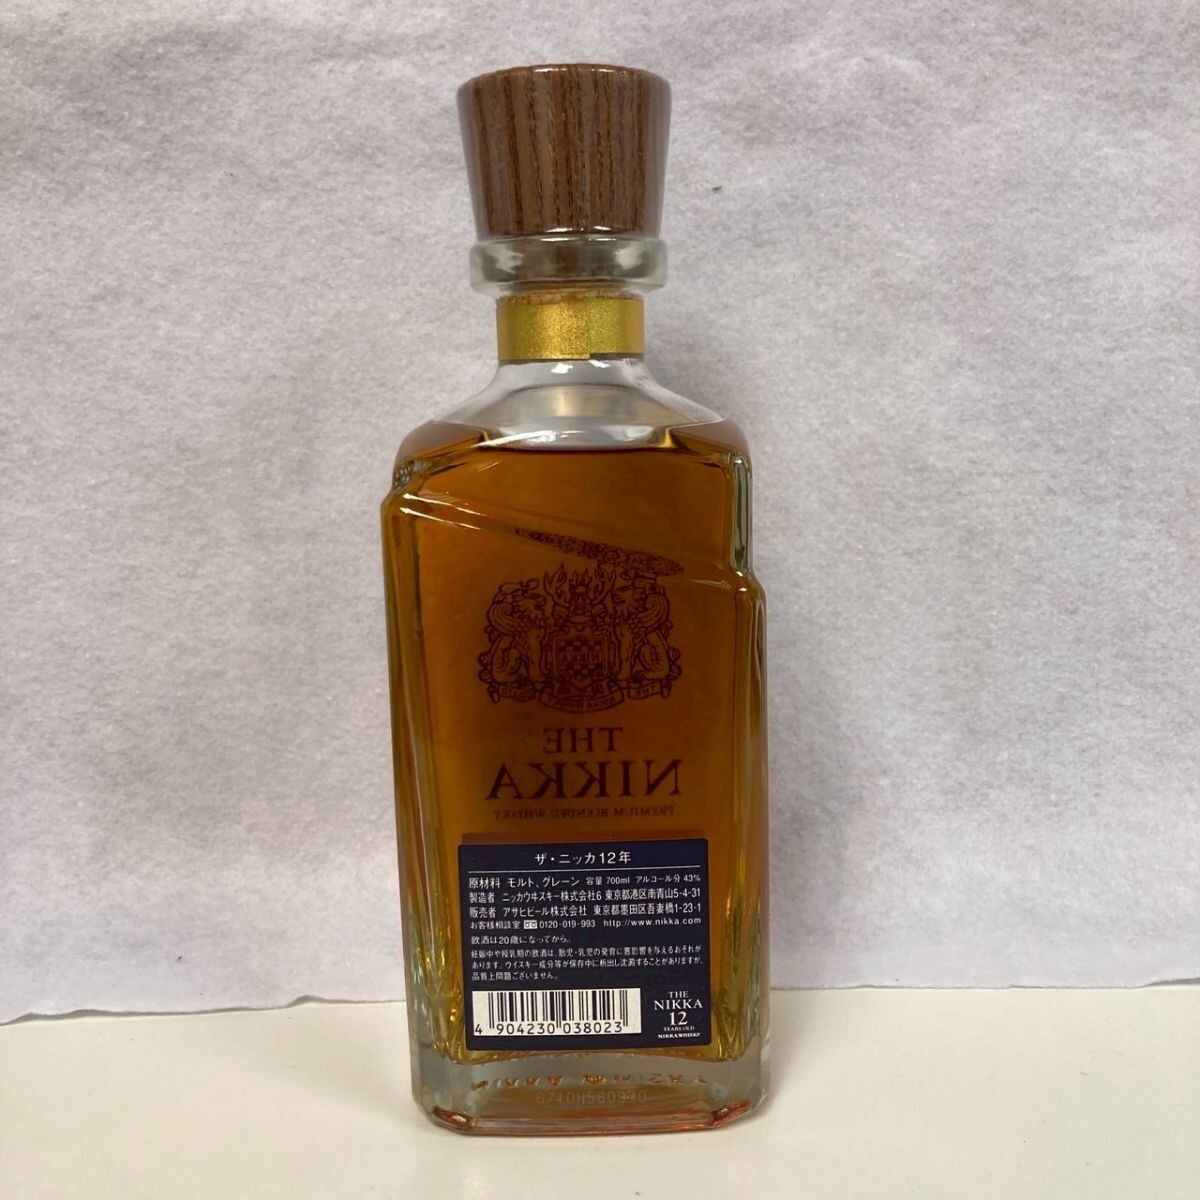 NIKKA
NIKKA WHISKY
THE
NIKKA
PREMIUM BLENDED WHISKY
ザ・ニッカ12年
原材料 モルト、グレーン 容量 700ml アルコール分 43%
製造者 ニッカウヰスキー株式会社6 東京都港区南青山5-4-31
販売者 アサヒビール株式会社 東京都墨田区吾妻橋1-23-1
お客様相談室 0120-019-993 http://www.nikka.com
飲酒は20歳になってから。
妊娠中や授乳期の飲酒は、胎児・乳児の発育に悪影響を与えるおそれが
あります。ウイスキー成分等が保存中に析出し沈澱することがありますが、
品質上問題ございません。
4 904230 038023
THE
NIKKA
12
YEARS OLD
NIKKA WHISKY